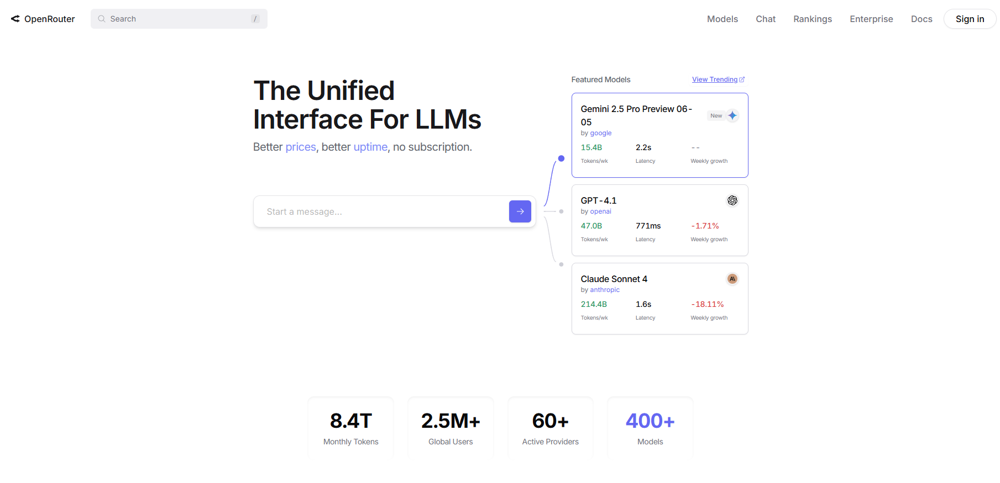 OpenRouter
Search
/
Models
Chat
Rankings
Enterprise
Docs
Sign in
The Unified
Interface For LLMs
Better prices, better uptime, no subscription.
Start a message...
Featured Models
View Trending
Gemini 2.5 Pro Preview 06-
05
New
by google
15.4B 2.2s --
Tokens/wk Latency Weekly growth
GPT-4.1
by openai
47.0B 771ms -1.71%
Tokens/wk Latency Weekly growth
Claude Sonnet 4
by anthropic
214.4B 1.6s -18.11%
Tokens/wk Latency Weekly growth
8.4T
Monthly Tokens
2.5M+
Global Users
60+
Active Providers
400+
Models